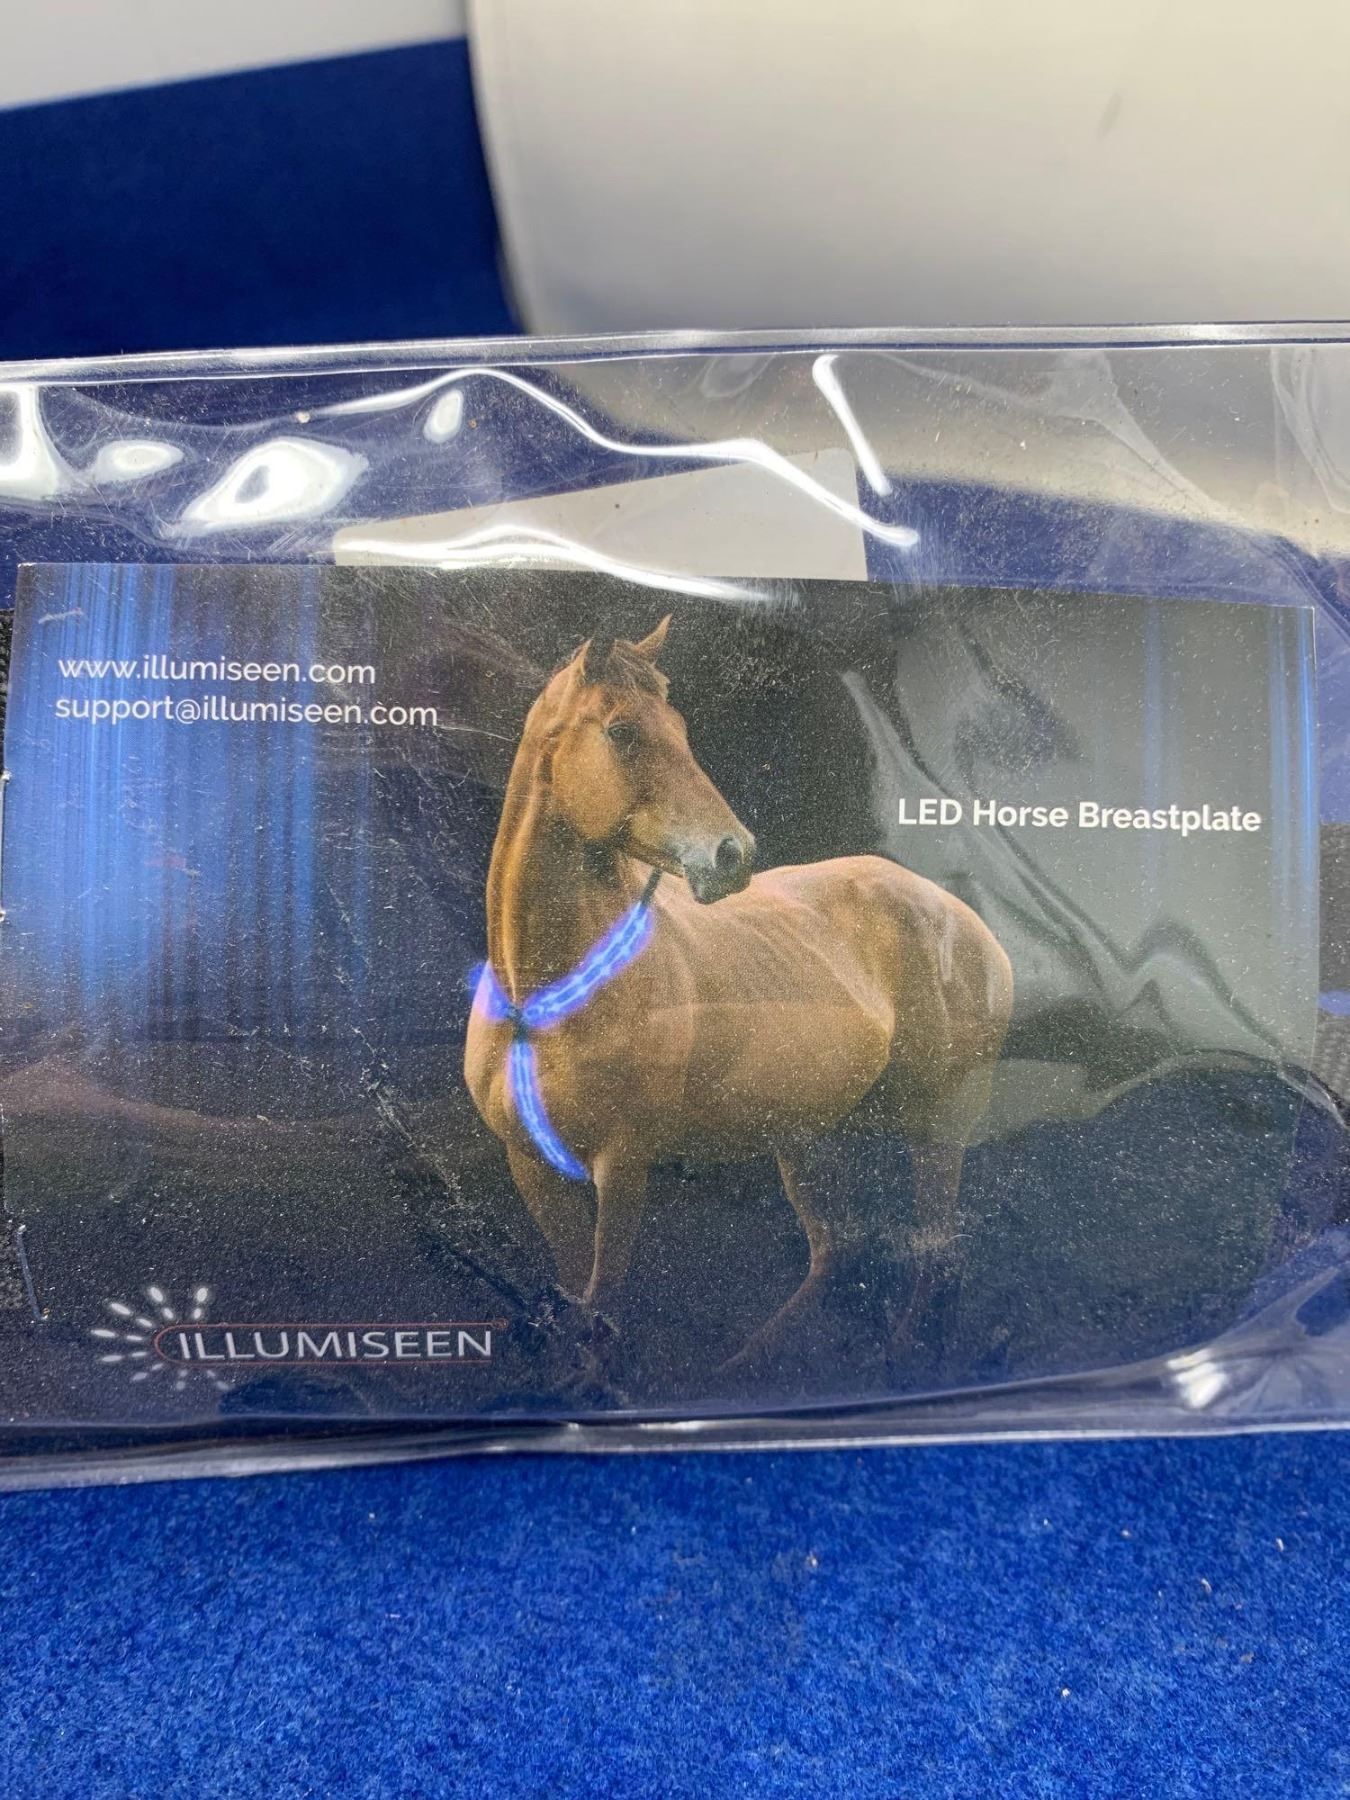 www.illumiseen.com
support@illumiseen.com
LED Horse Breastplate
ILLUMISEEN®